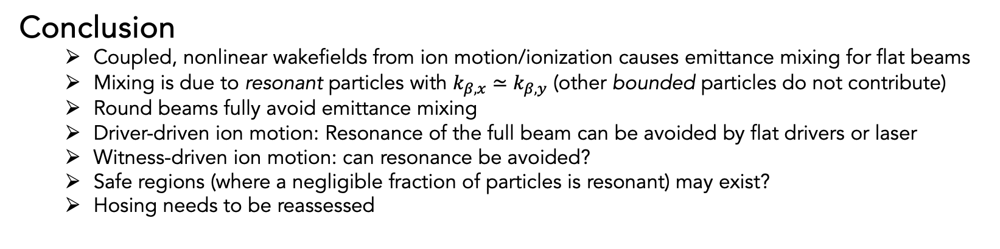 Conclusion
➢ Coupled, nonlinear wakefields from ion motion/ionization causes emittance mixing for flat beams
➢ Mixing is due to resonant particles with $k_{\beta,x} \simeq k_{\beta,y}$ (other bounded particles do not contribute)
➢ Round beams fully avoid emittance mixing
➢ Driver-driven ion motion: Resonance of the full beam can be avoided by flat drivers or laser
➢ Witness-driven ion motion: can resonance be avoided?
➢ Safe regions (where a negligible fraction of particles is resonant) may exist?
➢ Hosing needs to be reassessed